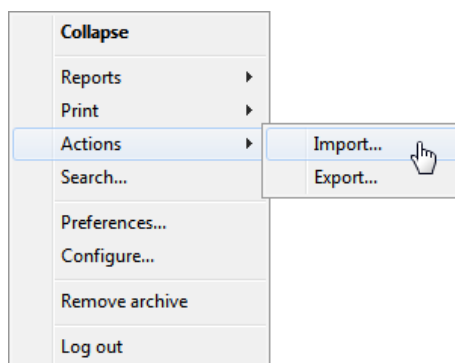 Collapse
Reports
Print
Actions
Import...
Search...
Export...
Preferences...
Configure...
Remove archive
Log out